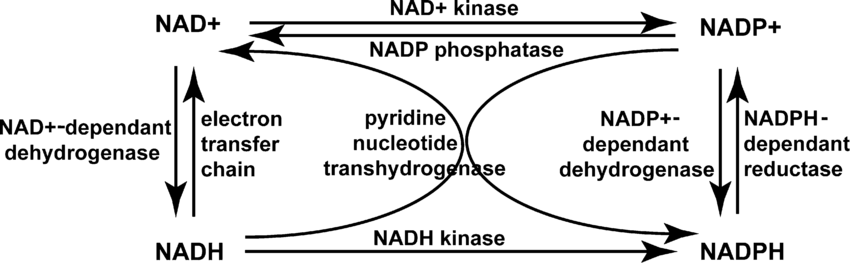 NAD+ kinase
NAD+
NADP+
NADP phosphatase
NAD+-dependant
dehydrogenase
electron
transfer
chain
pyridine
nucleotide
transhydrogenase
NADP+-
dependant
dehydrogenase
NADPH-
dependant
reductase
NADH kinase
NADH
NADPH